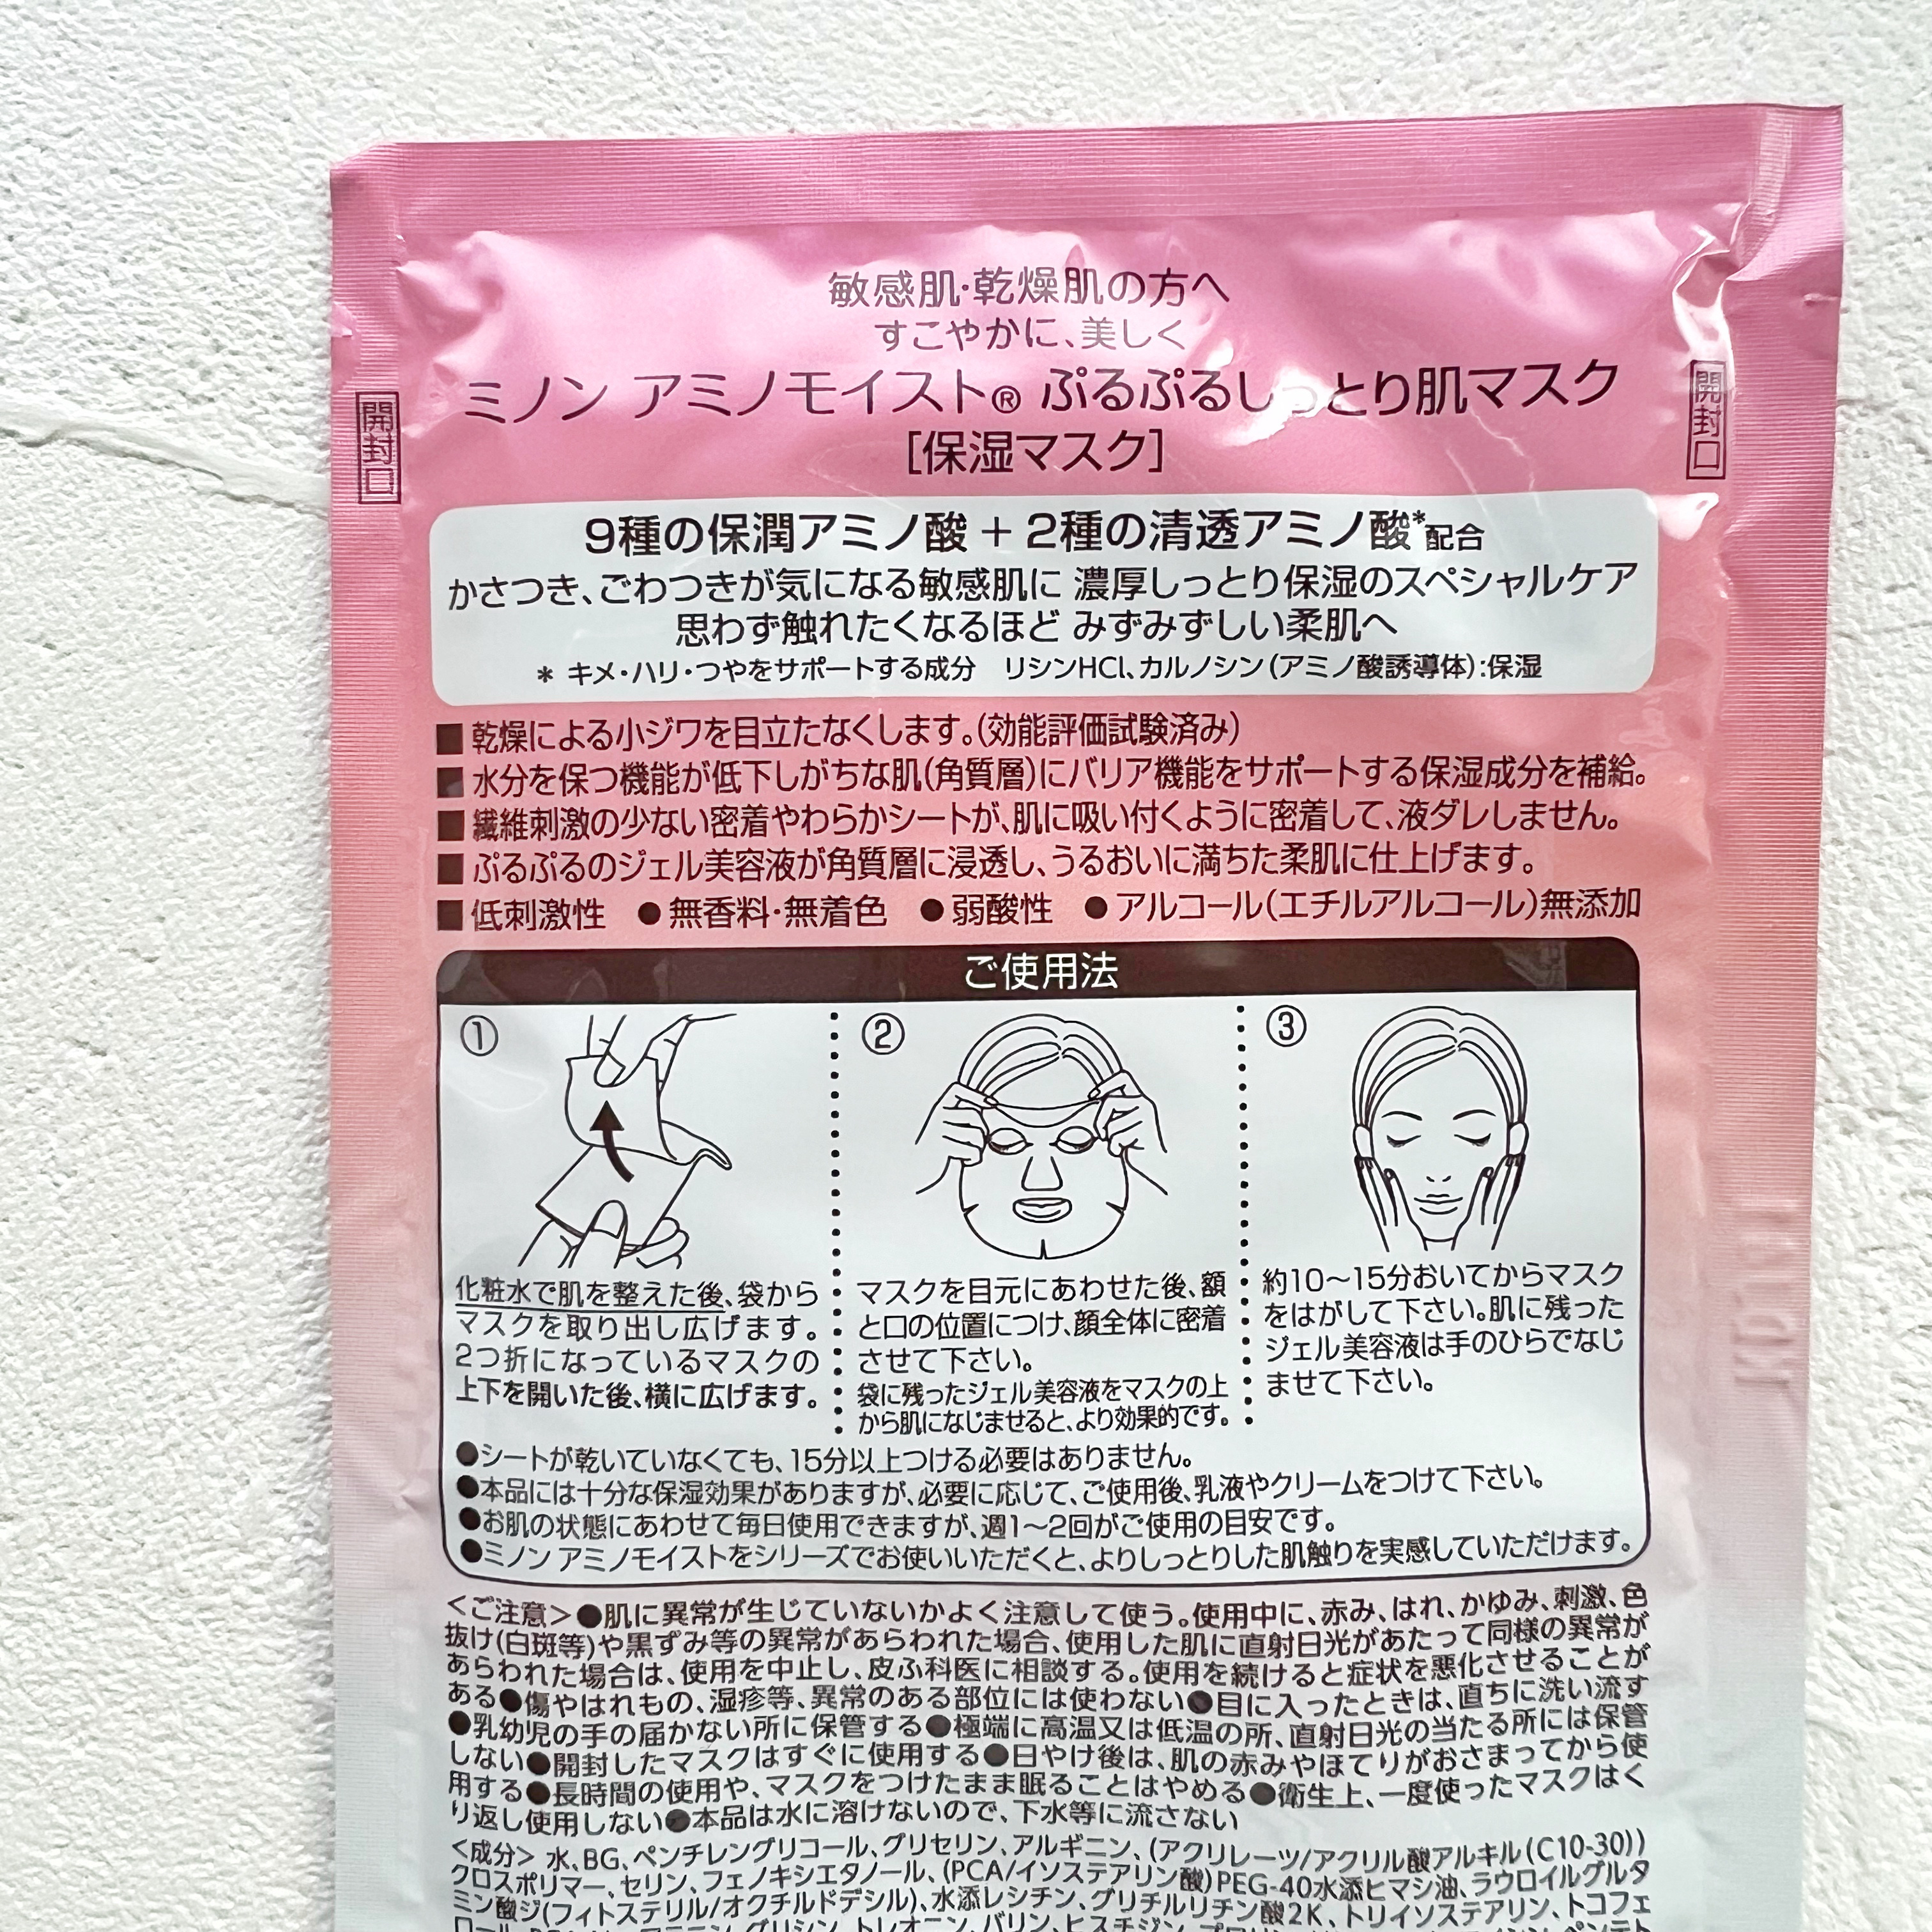 敏感肌・乾燥肌の方へ
すこやかに、美しく
ミノン アミノモイスト® ぷるぷるしっとり肌マスク
[保湿マスク]
開封口
開封口
9種の保潤アミノ酸 + 2種の清透アミノ酸*配合
かさつき、ごわつきが気になる敏感肌に 濃厚しっとり保湿のスペシャルケア
思わず触れたくなるほど みずみずしい柔肌へ
* キメ・ハリ・つやをサポートする成分 リシンHCl、カルノシン(アミノ酸誘導体):保湿
■ 乾燥による小ジワを目立たなくします。(効能評価試験済み)
■ 水分を保つ機能が低下しがちな肌(角質層)にバリア機能をサポートする保湿成分を補給。
■ 繊維刺激の少ない密着やわらかシートが、肌に吸い付くように密着して、液ダレしません。
■ ぷるぷるのジェル美容液が角質層に浸透し、うるおいに満ちた柔肌に仕上げます。
■ 低刺激性 ●無香料・無着色 ●弱酸性 ●アルコール(エチルアルコール)無添加
ご使用法
①
化粧水で肌を整えた後、袋から
マスクを取り出し広げます。
2つ折になっているマスクの
上下を開いた後、横に広げます。
②
マスクを目元にあわせた後、額
と口の位置につけ、顔全体に密着
させて下さい。
袋に残ったジェル美容液をマスクの上
から肌になじませると、より効果的です。
③
約10〜15分おいてからマスク
をはがして下さい。肌に残った
ジェル美容液は手のひらでなじ
ませて下さい。
●シートが乾いていなくても、15分以上つける必要はありません。
●本品には十分な保湿効果がありますが、必要に応じて、ご使用後、乳液やクリームをつけて下さい。
●お肌の状態にあわせて毎日使用できますが、週1〜2回がご使用の目安です。
●ミノン アミノモイストをシリーズでお使いいただくと、よりしっとりした肌触りを実感していただけます。
<ご注意>●肌に異常が生じていないかよく注意して使う。使用中に、赤み、はれ、かゆみ、刺激、色
抜け(白斑等)や黒ずみ等の異常があらわれた場合、使用した肌に直射日光があたって同様の異常が
あらわれた場合は、使用を中止し、皮ふ科医に相談する。使用を続けると症状を悪化させることが
ある●傷やはれもの、湿疹等、異常のある部位には使わない●目に入ったときは、直ちに洗い流す
●乳幼児の手の届かない所に保管する●極端に高温又は低温の所、直射日光の当たる所には保管
しない●開封したマスクはすぐに使用する●日やけ後は、肌の赤みやほてりがおさまってから使
用する●長時間の使用や、マスクをつけたまま眠ることはやめる●衛生上、一度使ったマスクはく
り返し使用しない●本品は水に溶けないので、下水等に流さない
<成分> 水、BG、ペンチレングリコール、グリセリン、アルギニン、(アクリレーツ/アクリル酸アルキル(C10-30))
クロスポリマー、セリン、フェノキシエタノール、(PCA/イソステアリン酸)PEG-40水添ヒマシ油、ラウロイルグルタ
ミン酸ジ(フィトステリル/オクチルドデシル)、水添レシチン、グリチルリチン酸2K、トリイソステアリン、トコフェ
グリシン、トレオニン、バリン、ヒスチジン、